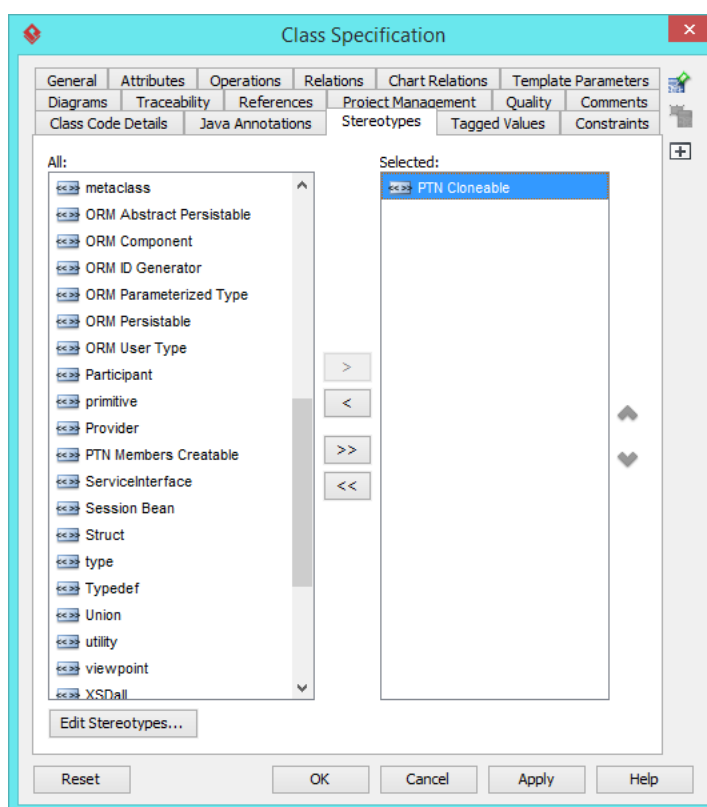 Class Specification
General Attributes Operations Relations Chart Relations Template Parameters
Diagrams Traceability References Project Management Quality Comments
Class Code Details Java Annotations Stereotypes Tagged Values Constraints
All:
metaclass
ORM Abstract Persistable
ORM Component
ORM ID Generator
ORM Parameterized Type
ORM Persistable
ORM User Type
Participant
primitive
Provider
PTN Members Creatable
ServiceInterface
Session Bean
Struct
type
Typedef
Union
utility
viewpoint
XSDall
>
<
>>
<<
Selected:
PTN Cloneable
Edit Stereotypes...
Reset OK Cancel Apply Help